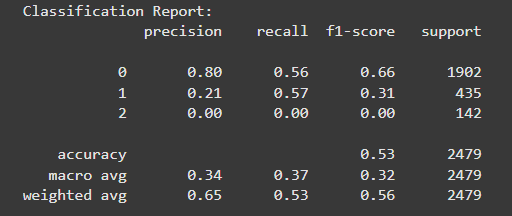 Classification Report:
precision recall f1-score support
0 0.80 0.56 0.66 1902
1 0.21 0.57 0.31 435
2 0.00 0.00 0.00 142
accuracy 0.53 2479
macro avg 0.34 0.37 0.32 2479
weighted avg 0.65 0.53 0.56 2479